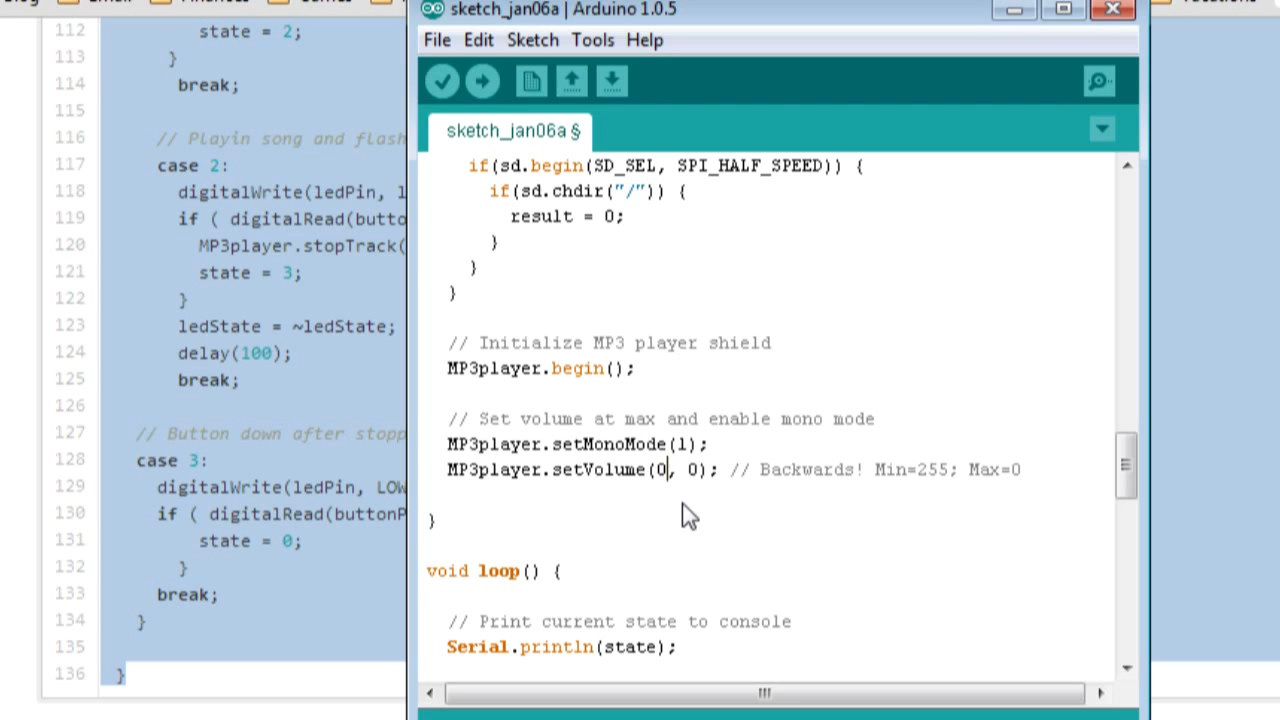 112 state = 2;
113 }
114 break;
115
116 // Playin song and flash
117 case 2:
118 digitalWrite(ledPin, l
119 if ( digitalRead(butto
120 MP3player.stopTrack(
121 state = 3;
122 }
123 ledState = ~ledState;
124 delay(100);
125 break;
126
127 // Button down after stopp
128 case 3:
129 digitalWrite(ledPin, LOW
130 if ( digitalRead(buttonP
131 state = 0;
132 }
133 break;
134 }
135
136 }
sketch_jan06a | Arduino 1.0.5
File Edit Sketch Tools Help
sketch_jan06a §
if(sd.begin(SD_SEL, SPI_HALF_SPEED)) {
if(sd.chdir("/")) {
result = 0;
}
}
}
// Initialize MP3 player shield
MP3player.begin();
// Set volume at max and enable mono mode
MP3player.setMonoMode(1);
MP3player.setVolume(0, 0); // Backwards! Min=255; Max=0
}
void loop() {
// Print current state to console
Serial.println(state);